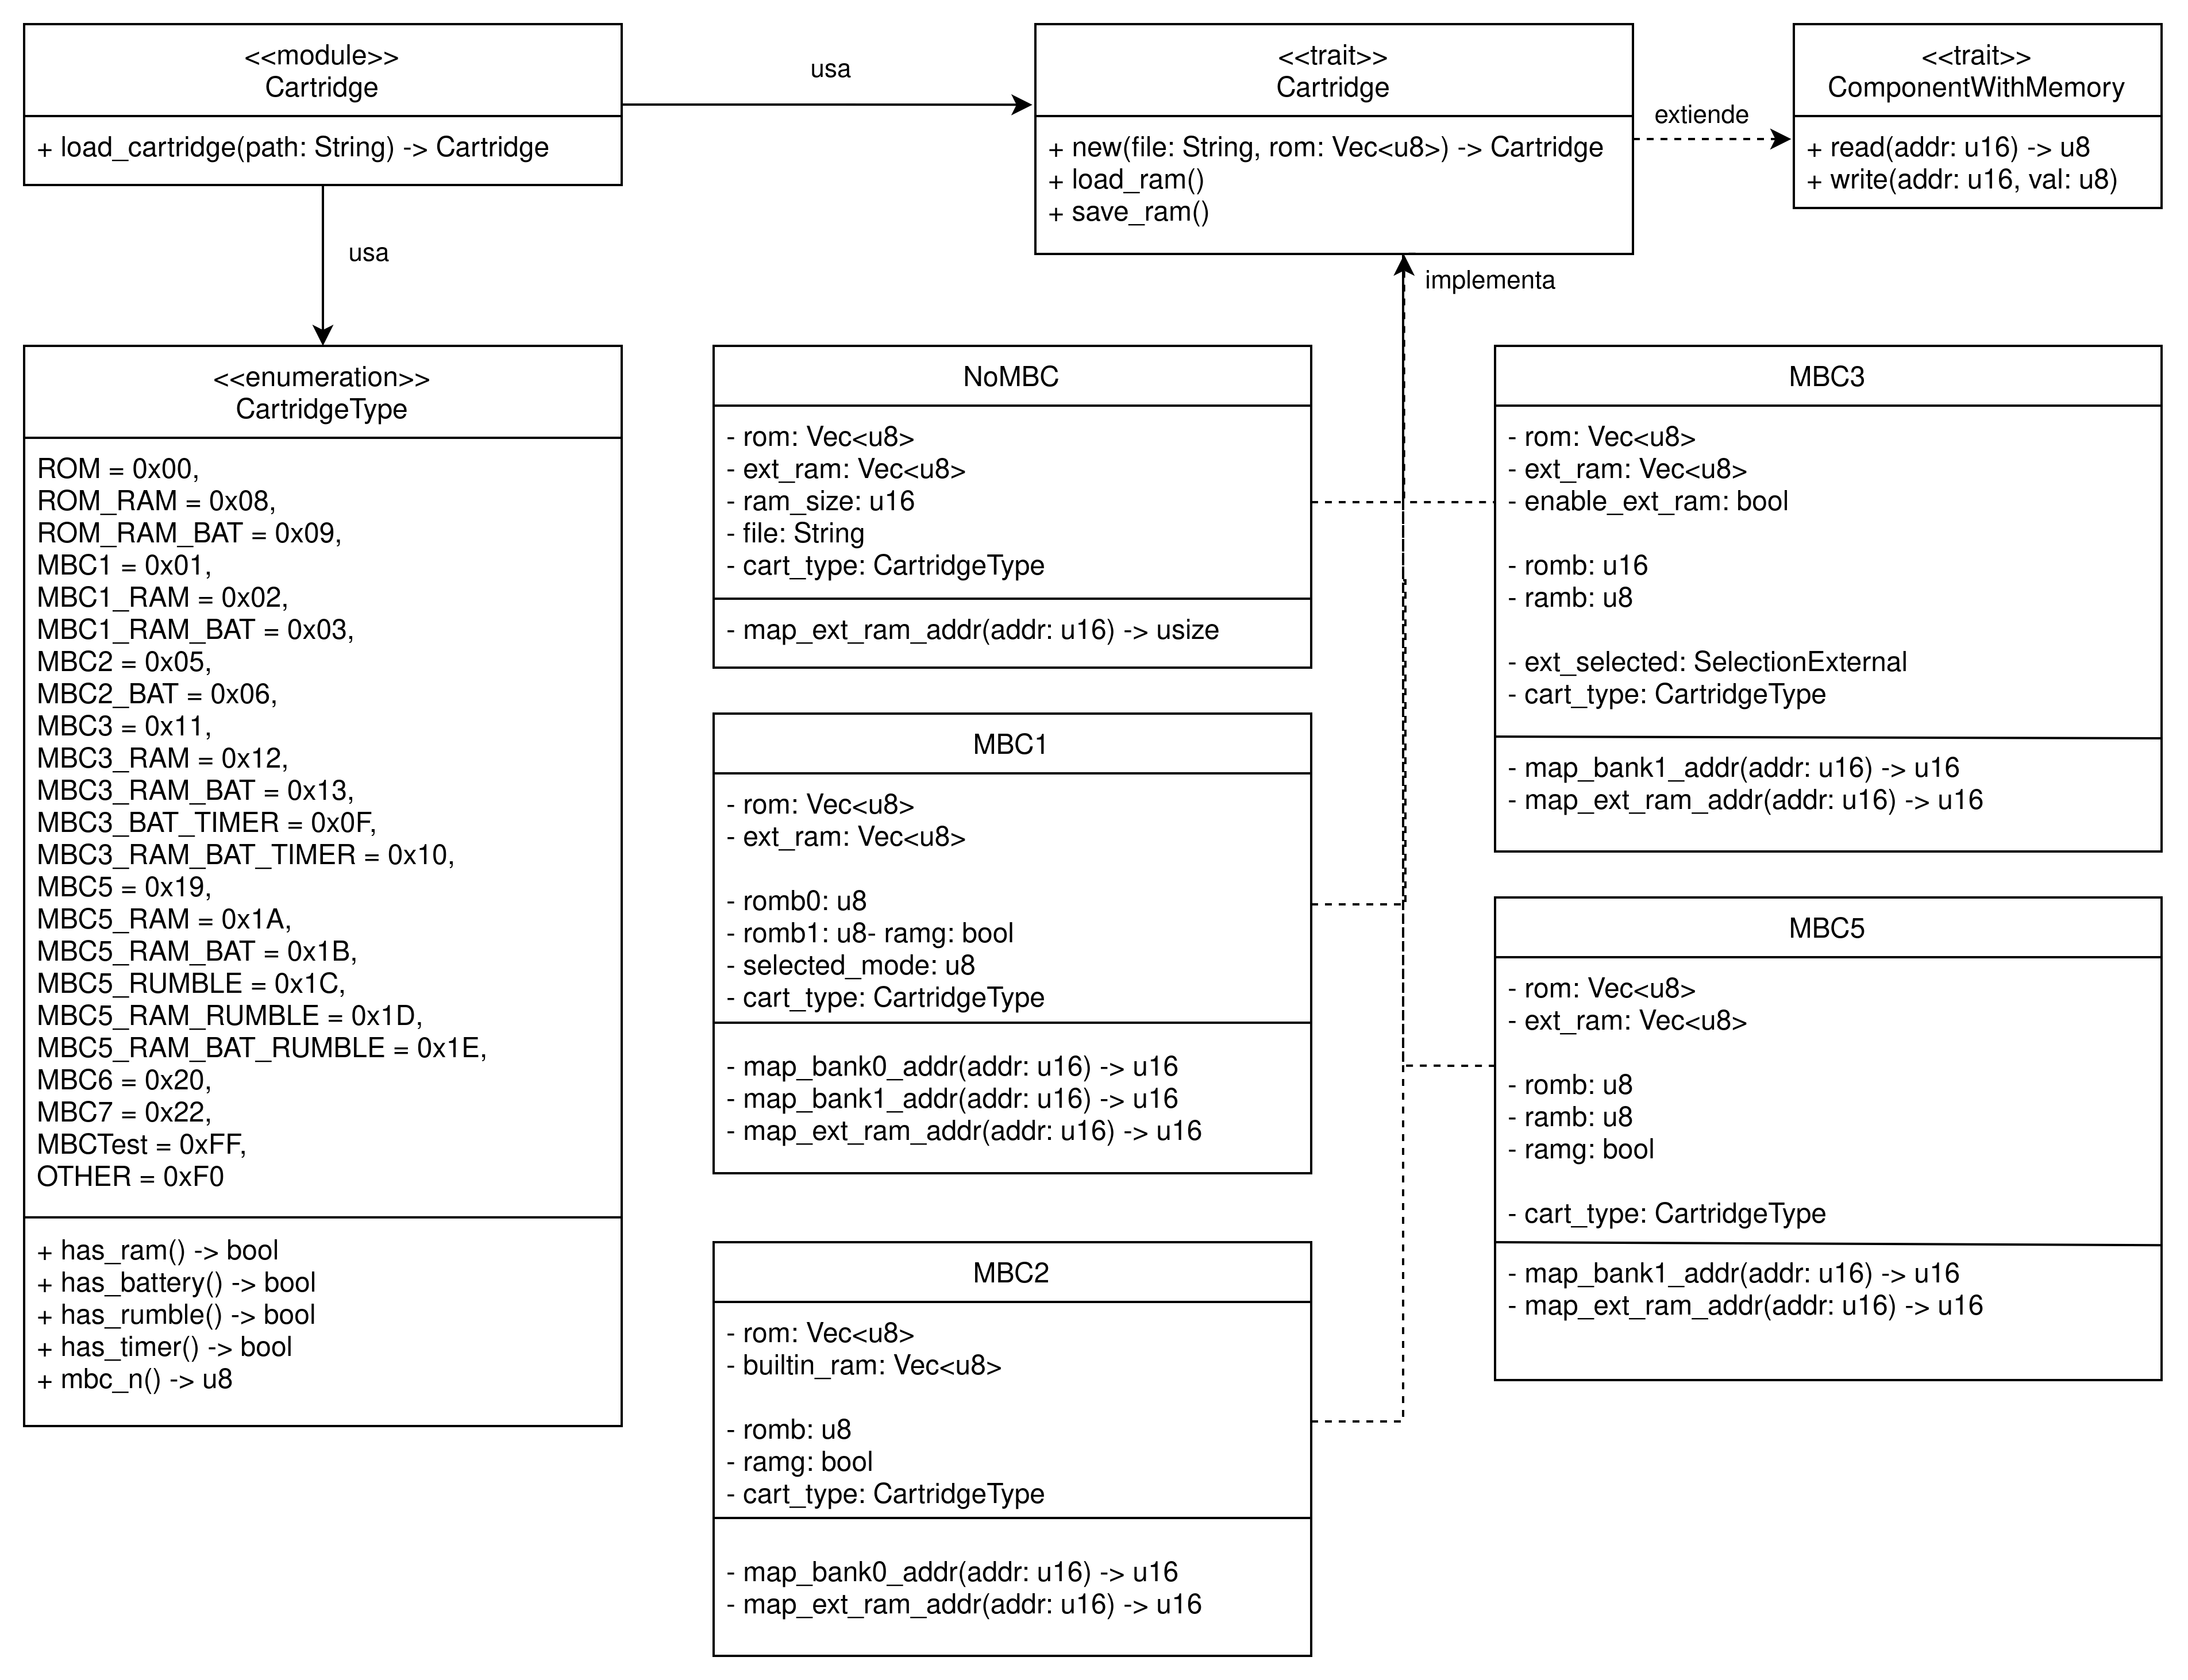 <<module>>
Cartridge
+ load_cartridge(path: String) -> Cartridge
usa
<<trait>>
Cartridge
+ new(file: String, rom: Vec<u8>) -> Cartridge
+ load_ram()
+ save_ram()
extiende
<<trait>>
ComponentWithMemory
+ read(addr: u16) -> u8
+ write(addr: u16, val: u8)
usa
implementa
<<enumeration>>
CartridgeType
ROM = 0x00,
ROM_RAM = 0x08,
ROM_RAM_BAT = 0x09,
MBC1 = 0x01,
MBC1_RAM = 0x02,
MBC1_RAM_BAT = 0x03,
MBC2 = 0x05,
MBC2_BAT = 0x06,
MBC3 = 0x11,
MBC3_RAM = 0x12,
MBC3_RAM_BAT = 0x13,
MBC3_BAT_TIMER = 0x0F,
MBC3_RAM_BAT_TIMER = 0x10,
MBC5 = 0x19,
MBC5_RAM = 0x1A,
MBC5_RAM_BAT = 0x1B,
MBC5_RUMBLE = 0x1C,
MBC5_RAM_RUMBLE = 0x1D,
MBC5_RAM_BAT_RUMBLE = 0x1E,
MBC6 = 0x20,
MBC7 = 0x22,
MBCTest = 0xFF,
OTHER = 0xF0
+ has_ram() -> bool
+ has_battery() -> bool
+ has_rumble() -> bool
+ has_timer() -> bool
+ mbc_n() -> u8
NoMBC
- rom: Vec<u8>
- ext_ram: Vec<u8>
- ram_size: u16
- file: String
- cart_type: CartridgeType
- map_ext_ram_addr(addr: u16) -> usize
MBC1
- rom: Vec<u8>
- ext_ram: Vec<u8>
- romb0: u8
- romb1: u8- ramg: bool
- selected_mode: u8
- cart_type: CartridgeType
- map_bank0_addr(addr: u16) -> u16
- map_bank1_addr(addr: u16) -> u16
- map_ext_ram_addr(addr: u16) -> u16
MBC2
- rom: Vec<u8>
- builtin_ram: Vec<u8>
- romb: u8
- ramg: bool
- cart_type: CartridgeType
- map_bank0_addr(addr: u16) -> u16
- map_ext_ram_addr(addr: u16) -> u16
MBC3
- rom: Vec<u8>
- ext_ram: Vec<u8>
- enable_ext_ram: bool
- romb: u16
- ramb: u8
- ext_selected: SelectionExternal
- cart_type: CartridgeType
- map_bank1_addr(addr: u16) -> u16
- map_ext_ram_addr(addr: u16) -> u16
MBC5
- rom: Vec<u8>
- ext_ram: Vec<u8>
- romb: u8
- ramb: u8
- ramg: bool
- cart_type: CartridgeType
- map_bank1_addr(addr: u16) -> u16
- map_ext_ram_addr(addr: u16) -> u16